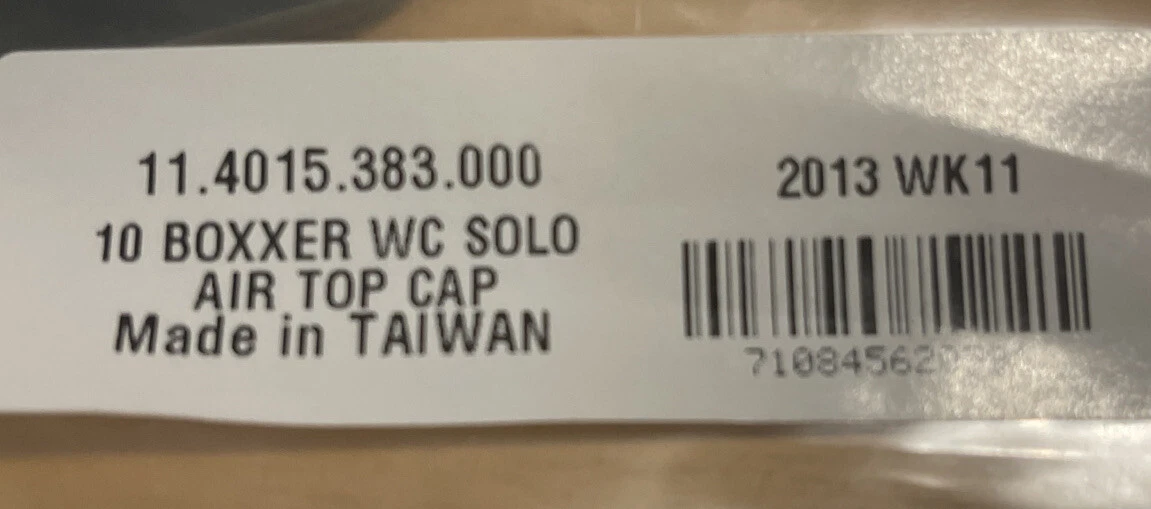 11.4015.383.000
10 BOXXER WC SOLO
AIR TOP CAP
Made in TAIWAN
2013 WK11